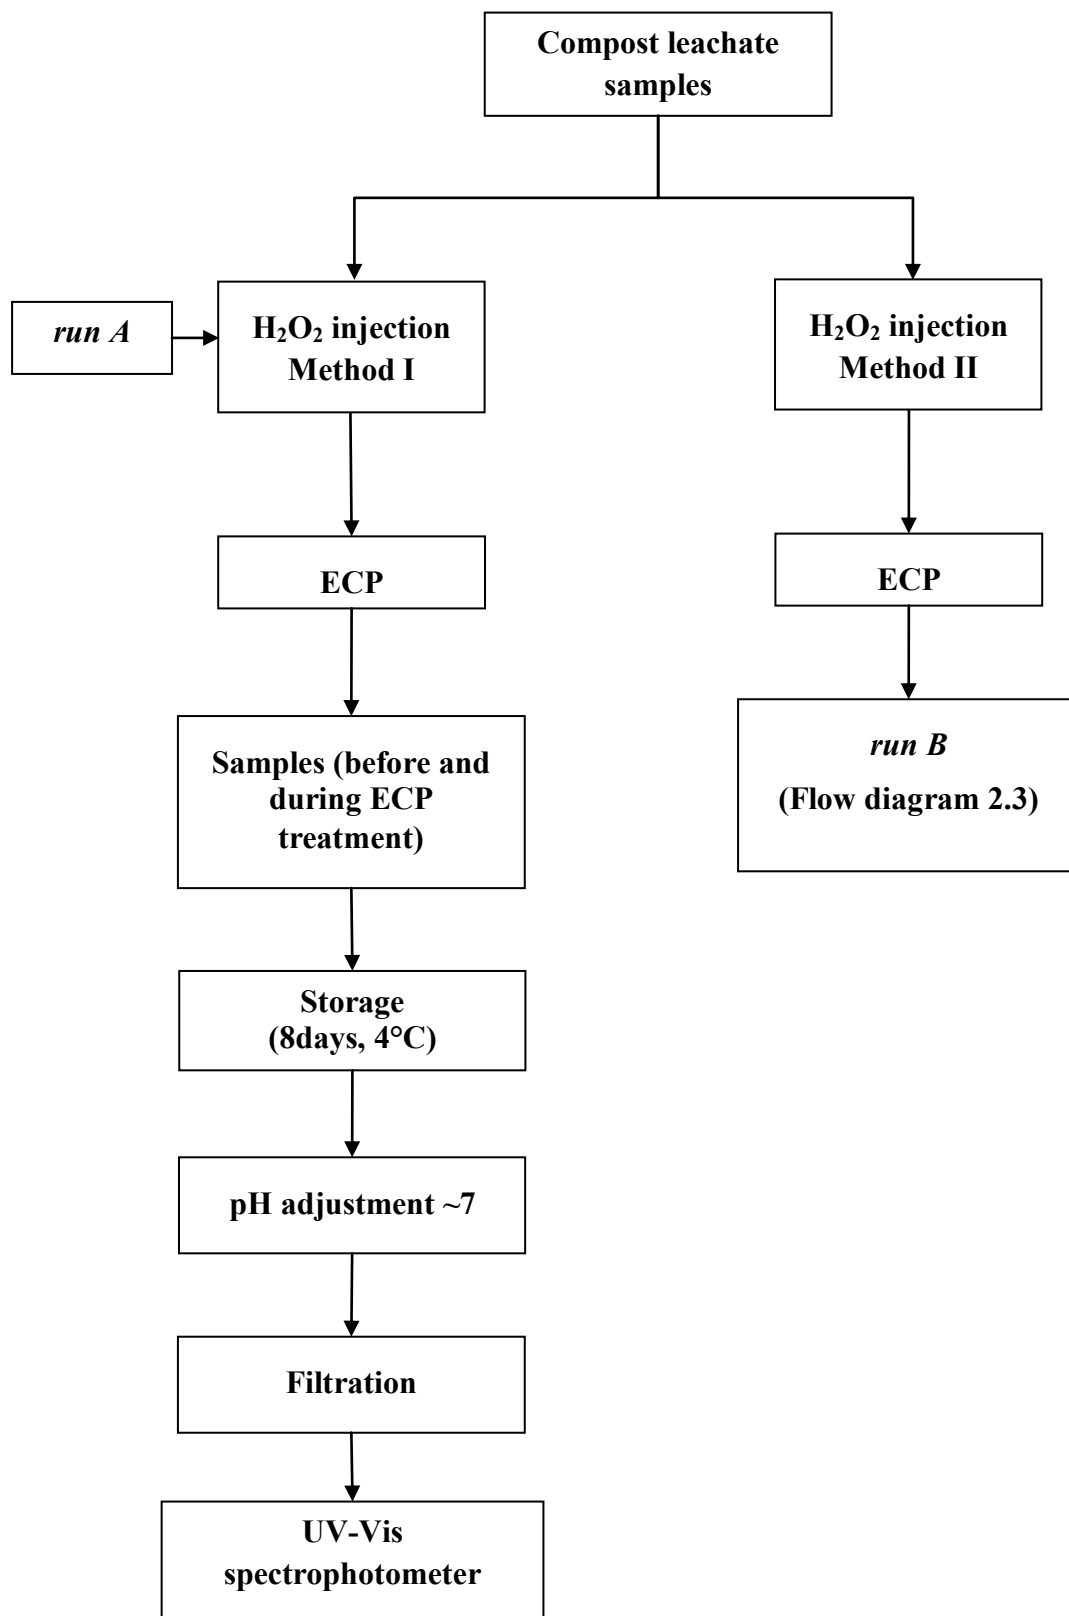 Compost leachate
samples
run A
H₂O₂ injection
Method I
H₂O₂ injection
Method II
ECP
ECP
Samples (before and
during ECP
treatment)
run B
(Flow diagram 2.3)
Storage
(8days, 4°C)
pH adjustment ~7
Filtration
UV-Vis
spectrophotometer